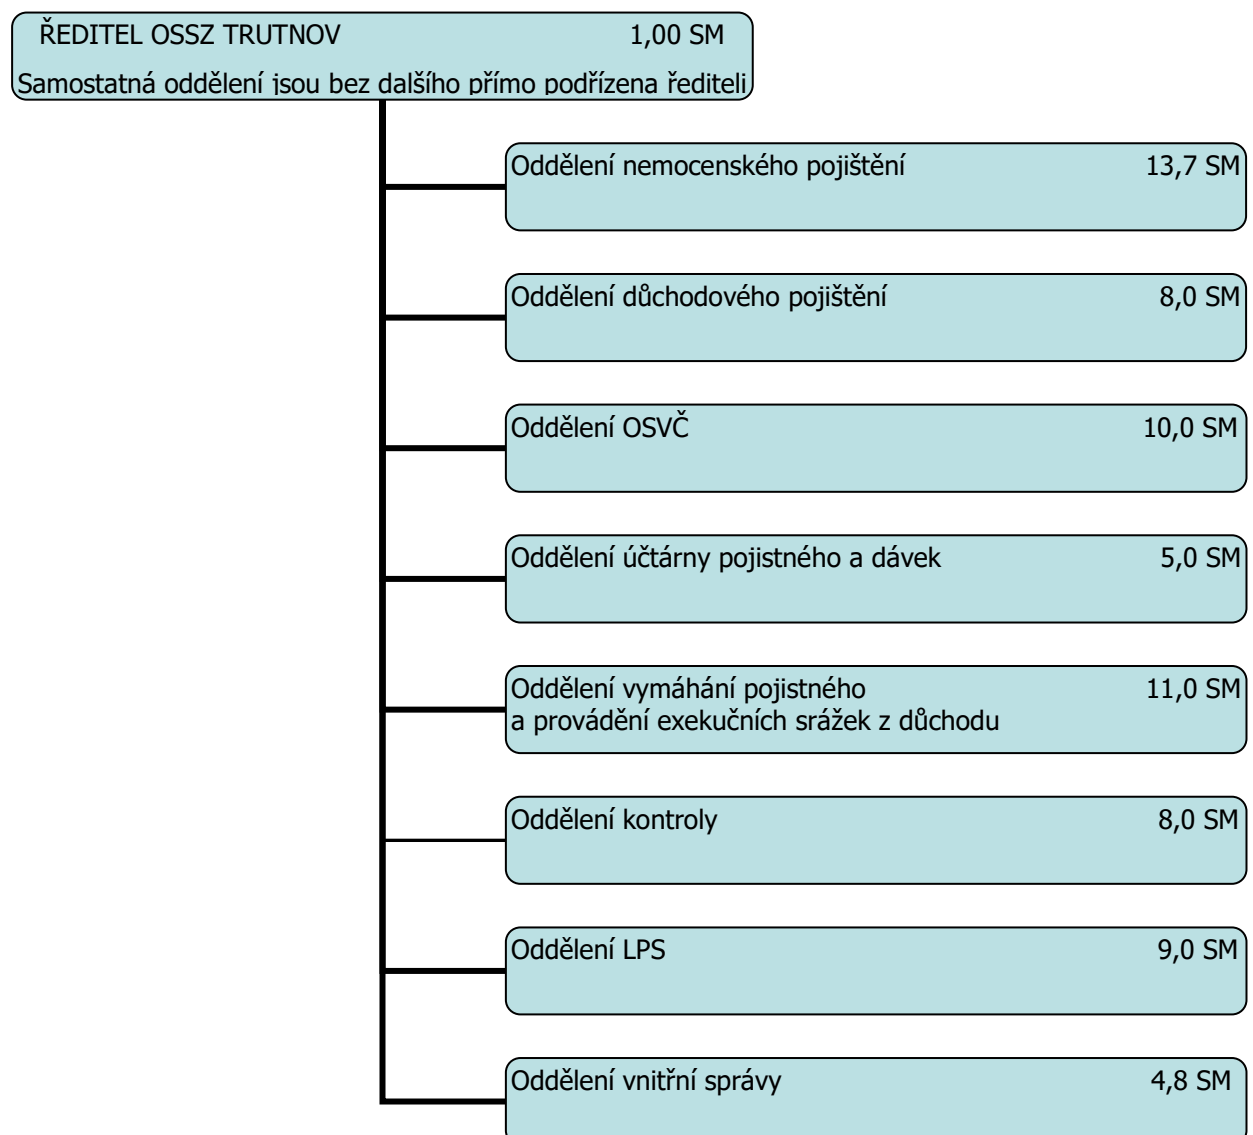 ŘEDITEL OSSZ TRUTNOV 1,00 SM
Samostatná oddělení jsou bez dalšího přímo podřízena řediteli
Oddělení nemocenského pojištění 13,7 SM
Oddělení důchodového pojištění 8,0 SM
Oddělení OSVČ 10,0 SM
Oddělení účtárny pojistného a dávek 5,0 SM
Oddělení vymáhání pojistného 11,0 SM
a provádění exekučních srážek z důchodu
Oddělení kontroly 8,0 SM
Oddělení LPS 9,0 SM
Oddělení vnitřní správy 4,8 SM